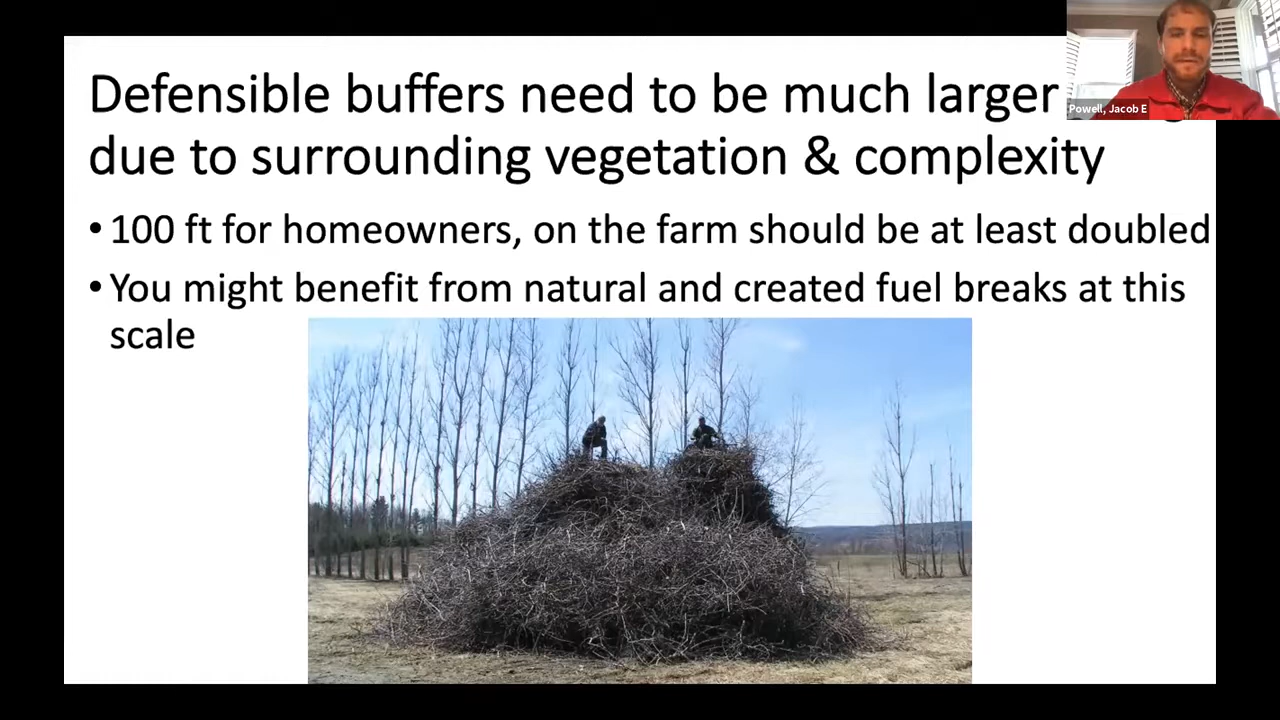 Defensible buffers need to be much larger
due to surrounding vegetation & complexity
• 100 ft for homeowners, on the farm should be at least doubled
• You might benefit from natural and created fuel breaks at this
scale
Powell, Jacob E